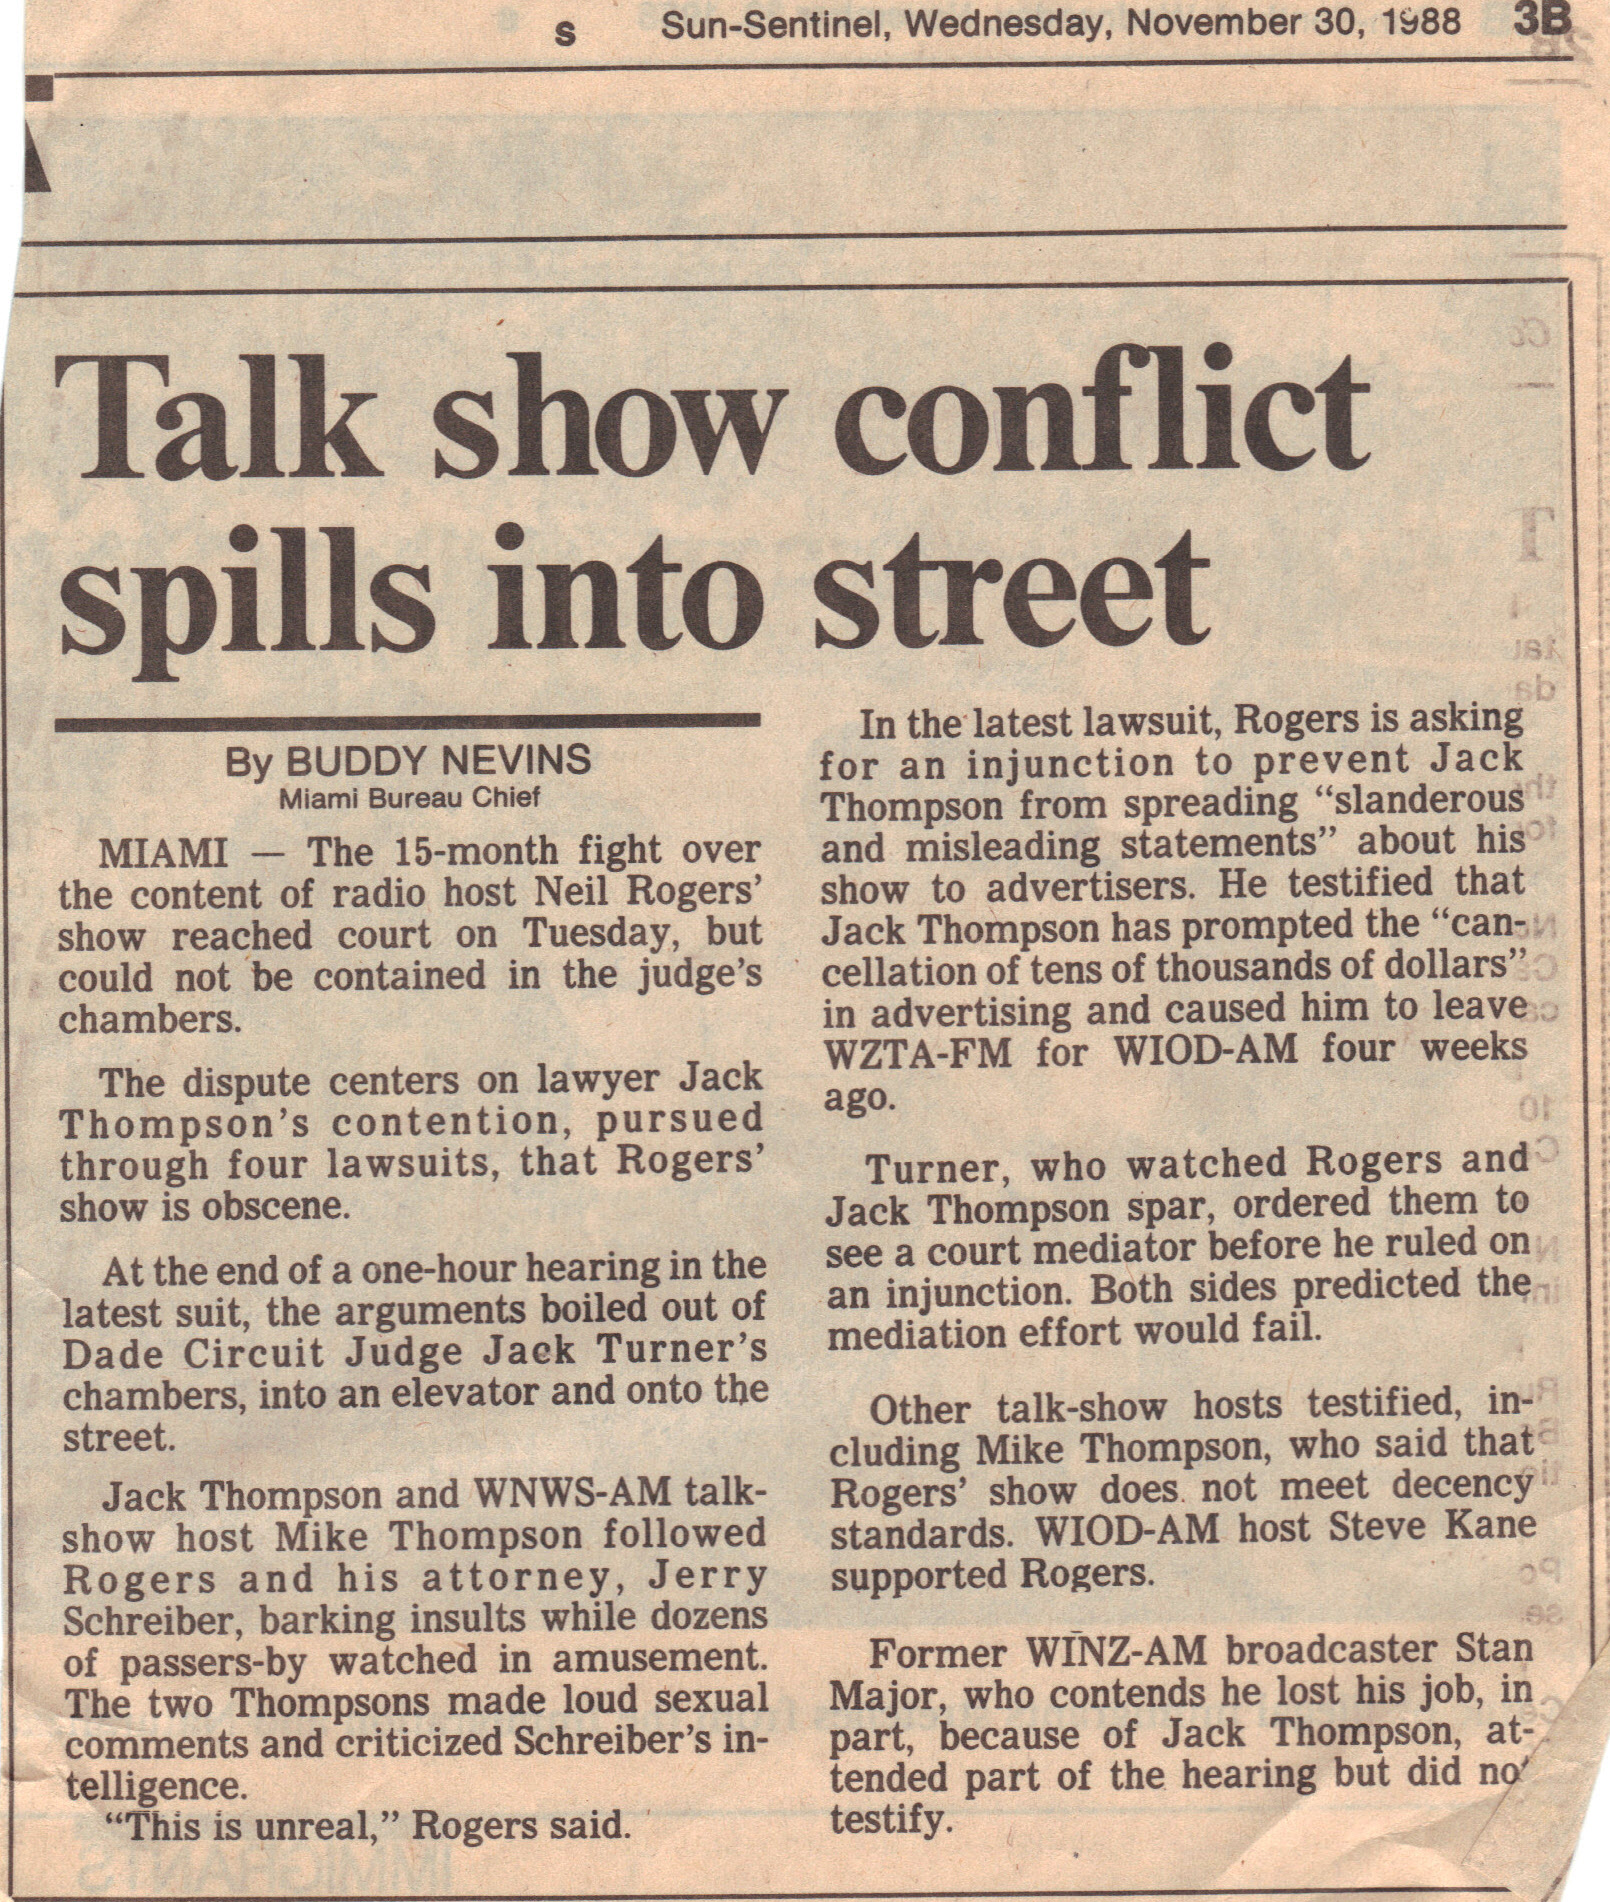 s Sun-Sentinel, Wednesday, November 30, 1988 3B
Talk show conflict
spills into street
By BUDDY NEVINS
Miami Bureau Chief
MIAMI — The 15-month fight over
the content of radio host Neil Rogers’
show reached court on Tuesday, but
could not be contained in the judge’s
chambers.
The dispute centers on lawyer Jack
Thompson’s contention, pursued
through four lawsuits, that Rogers’
show is obscene.
At the end of a one-hour hearing in the
latest suit, the arguments boiled out of
Dade Circuit Judge Jack Turner’s
chambers, into an elevator and onto the
street.
Jack Thompson and WNWS-AM talk-
show host Mike Thompson followed
Rogers and his attorney, Jerry
Schreiber, barking insults while dozens
of passers-by watched in amusement.
The two Thompsons made loud sexual
comments and criticized Schreiber’s in-
telligence.
“This is unreal,” Rogers said.
In the latest lawsuit, Rogers is asking
for an injunction to prevent Jack
Thompson from spreading “slanderous
and misleading statements” about his
show to advertisers. He testified that
Jack Thompson has prompted the “can-
cellation of tens of thousands of dollars”
in advertising and caused him to leave
WZTA-FM for WIOD-AM four weeks
ago.
Turner, who watched Rogers and
Jack Thompson spar, ordered them to
see a court mediator before he ruled on
an injunction. Both sides predicted the
mediation effort would fail.
Other talk-show hosts testified, in-
cluding Mike Thompson, who said that
Rogers’ show does not meet decency
standards. WIOD-AM host Steve Kane
supported Rogers.
Former WINZ-AM broadcaster Stan
Major, who contends he lost his job, in
part, because of Jack Thompson, at-
tended part of the hearing but did not
testify.